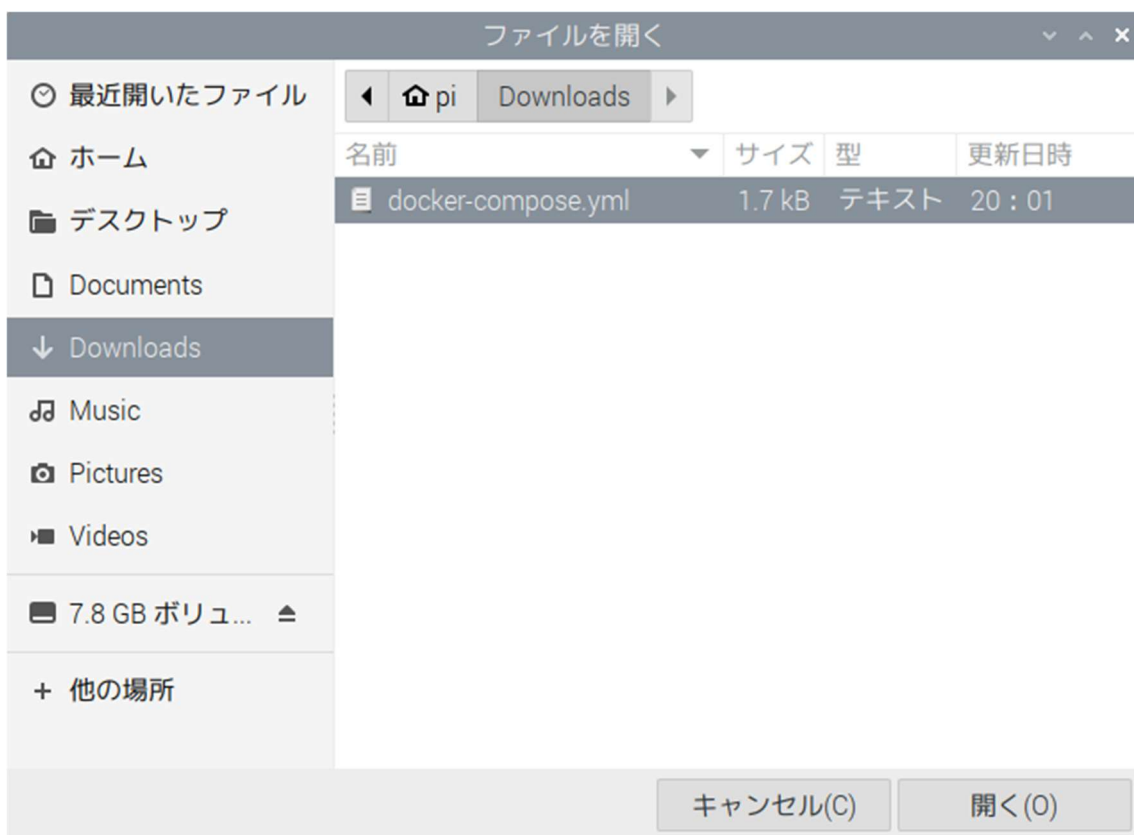 ファイルを開く
最近開いたファイル
ホーム
デスクトップ
Documents
Downloads
Music
Pictures
Videos
7.8 GB ボリュ...
他の場所
pi Downloads
名前 サイズ 型 更新日時
docker-compose.yml 1.7 kB テキスト 20：01
キャンセル(C) 開く(O)